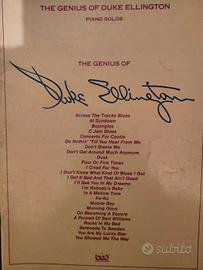 THE GENIUS OF DUKE ELLINGTON
PIANO SOLOS
THE GENIUS OF
Duke Ellington
Across The Tracks Blues
At Sundown
Bojangles
C Jam Blues
Concerto For Cootie
Do Nothin' Till You Hear From Me
Don't Blame Me
Don't Get Around Much Anymore
Dusk
Four Or Five Times
I Cried For You
I Don't Know What Kind Of Blues I Got
I Got It Bad And That Ain't Good
I'll See You In My Dreams
I'm Nobody's Baby
In A Mellow Tone
Ko-Ko
Mobile Bay
Morning Glory
On Becoming A Square
A Portrait Of Bert Williams
Rocks In My Bed
Serenade To Sweden
You Are My Lucky Star
You Showed Me The Way
subito